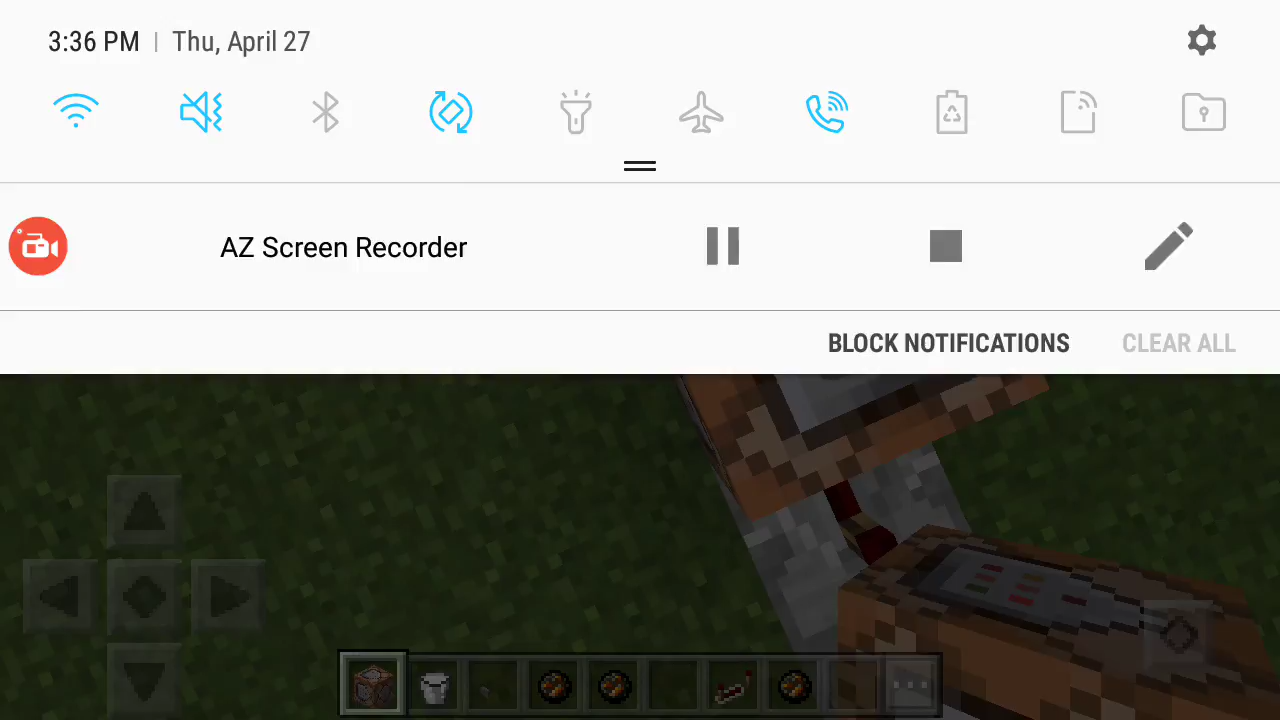 3:36 PM | Thu, April 27
AZ Screen Recorder
BLOCK NOTIFICATIONS CLEAR ALL